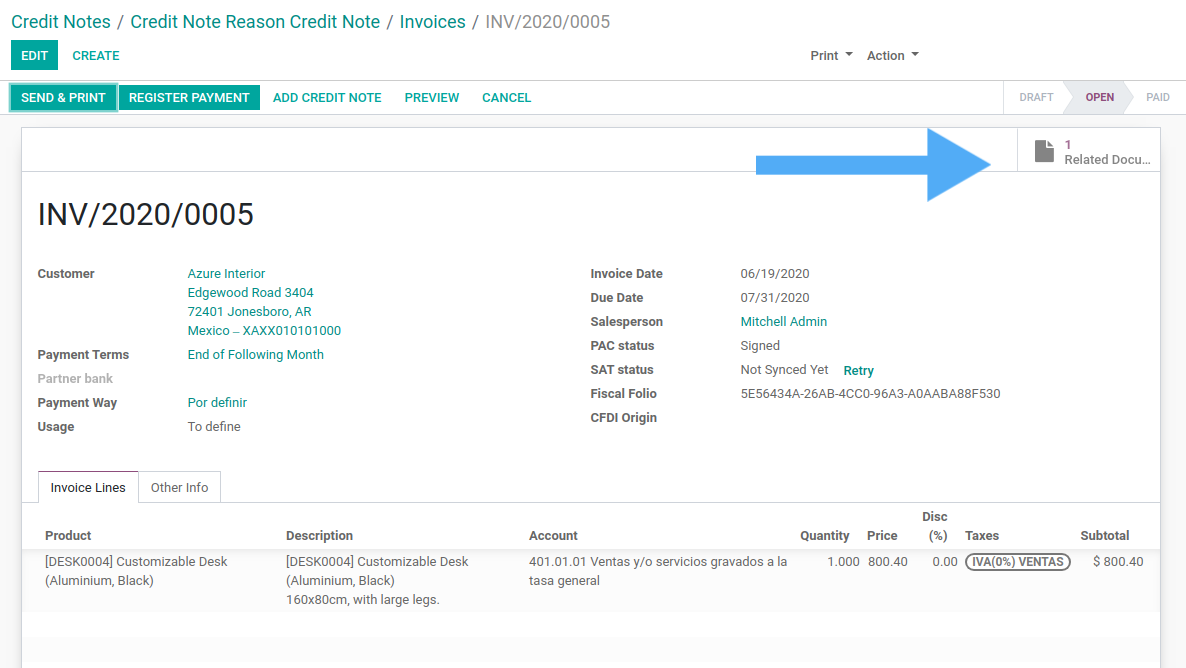 Credit Notes / Credit Note Reason Credit Note / Invoices / INV/2020/0005
EDIT CREATE Print Action
SEND & PRINT REGISTER PAYMENT ADD CREDIT NOTE PREVIEW CANCEL DRAFT OPEN PAID
1
Related Docu...
INV/2020/0005
Customer Azure Interior Invoice Date 06/19/2020
Edgewood Road 3404 Due Date 07/31/2020
72401 Jonesboro, AR Salesperson Mitchell Admin
Mexico – XAXX010101000 PAC status Signed
Payment Terms End of Following Month SAT status Not Synced Yet Retry
Partner bank Fiscal Folio 5E56434A-26AB-4CC0-96A3-A0AABA88F530
Payment Way Por definir CFDI Origin
Usage To define
Invoice Lines Other Info
Disc
Product Description Account Quantity Price (%) Taxes Subtotal
[DESK0004] Customizable Desk [DESK0004] Customizable Desk 401.01.01 Ventas y/o servicios gravados a la 1.000 800.40 0.00 IVA(0%) VENTAS $ 800.40
(Aluminium, Black) (Aluminium, Black) tasa general
160x80cm, with large legs.